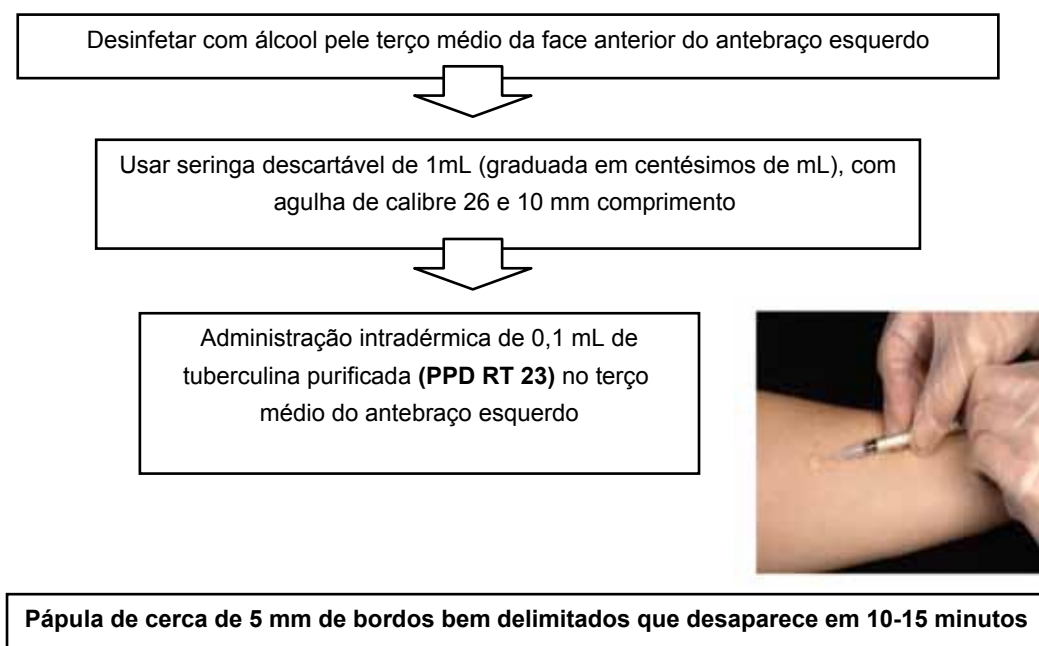 Desinfetar com álcool pele terço médio da face anterior do antebraço esquerdo
Usar seringa descartável de 1mL (graduada em centésimos de mL), com
agulha de calibre 26 e 10 mm comprimento
Administração intradérmica de 0,1 mL de
tuberculina purificada (PPD RT 23) no terço
médio do antebraço esquerdo
Pápula de cerca de 5 mm de bordos bem delimitados que desaparece em 10-15 minutos